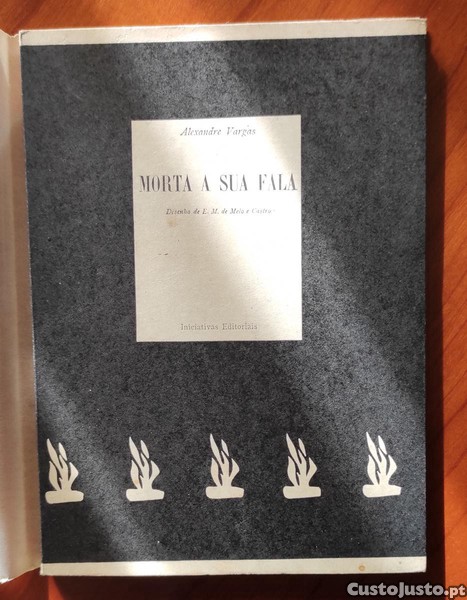 Alexandre Vargas
MORTA A SUA FALA
Desenho de E. M. de Melo e Castro
Iniciativas Editoriais
CustoJusto.pt